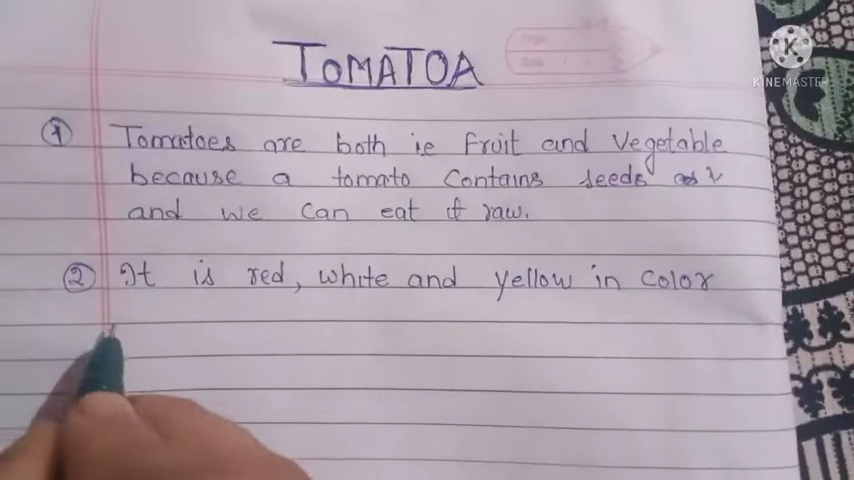 TOMATOA
1 Tomatoes are both ie Fruit and Vegetable
because a tomato contains seeds
and we can eat it raw.
2 It is red, white and yellow in color
KINEMASTER